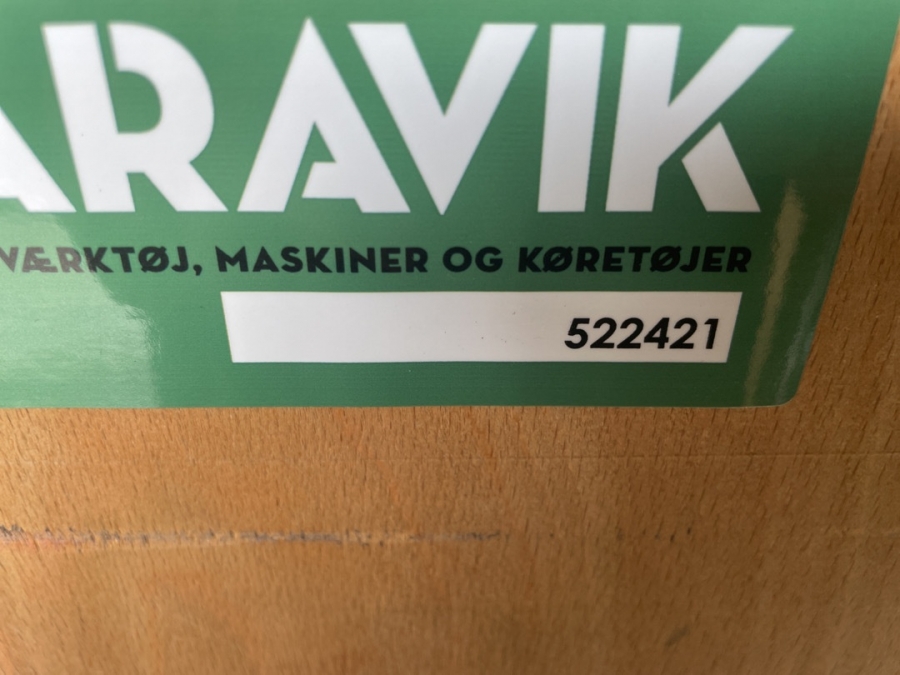 ARAVIK
VÆRKTØJ, MASKINER OG KØRETØJER
522421